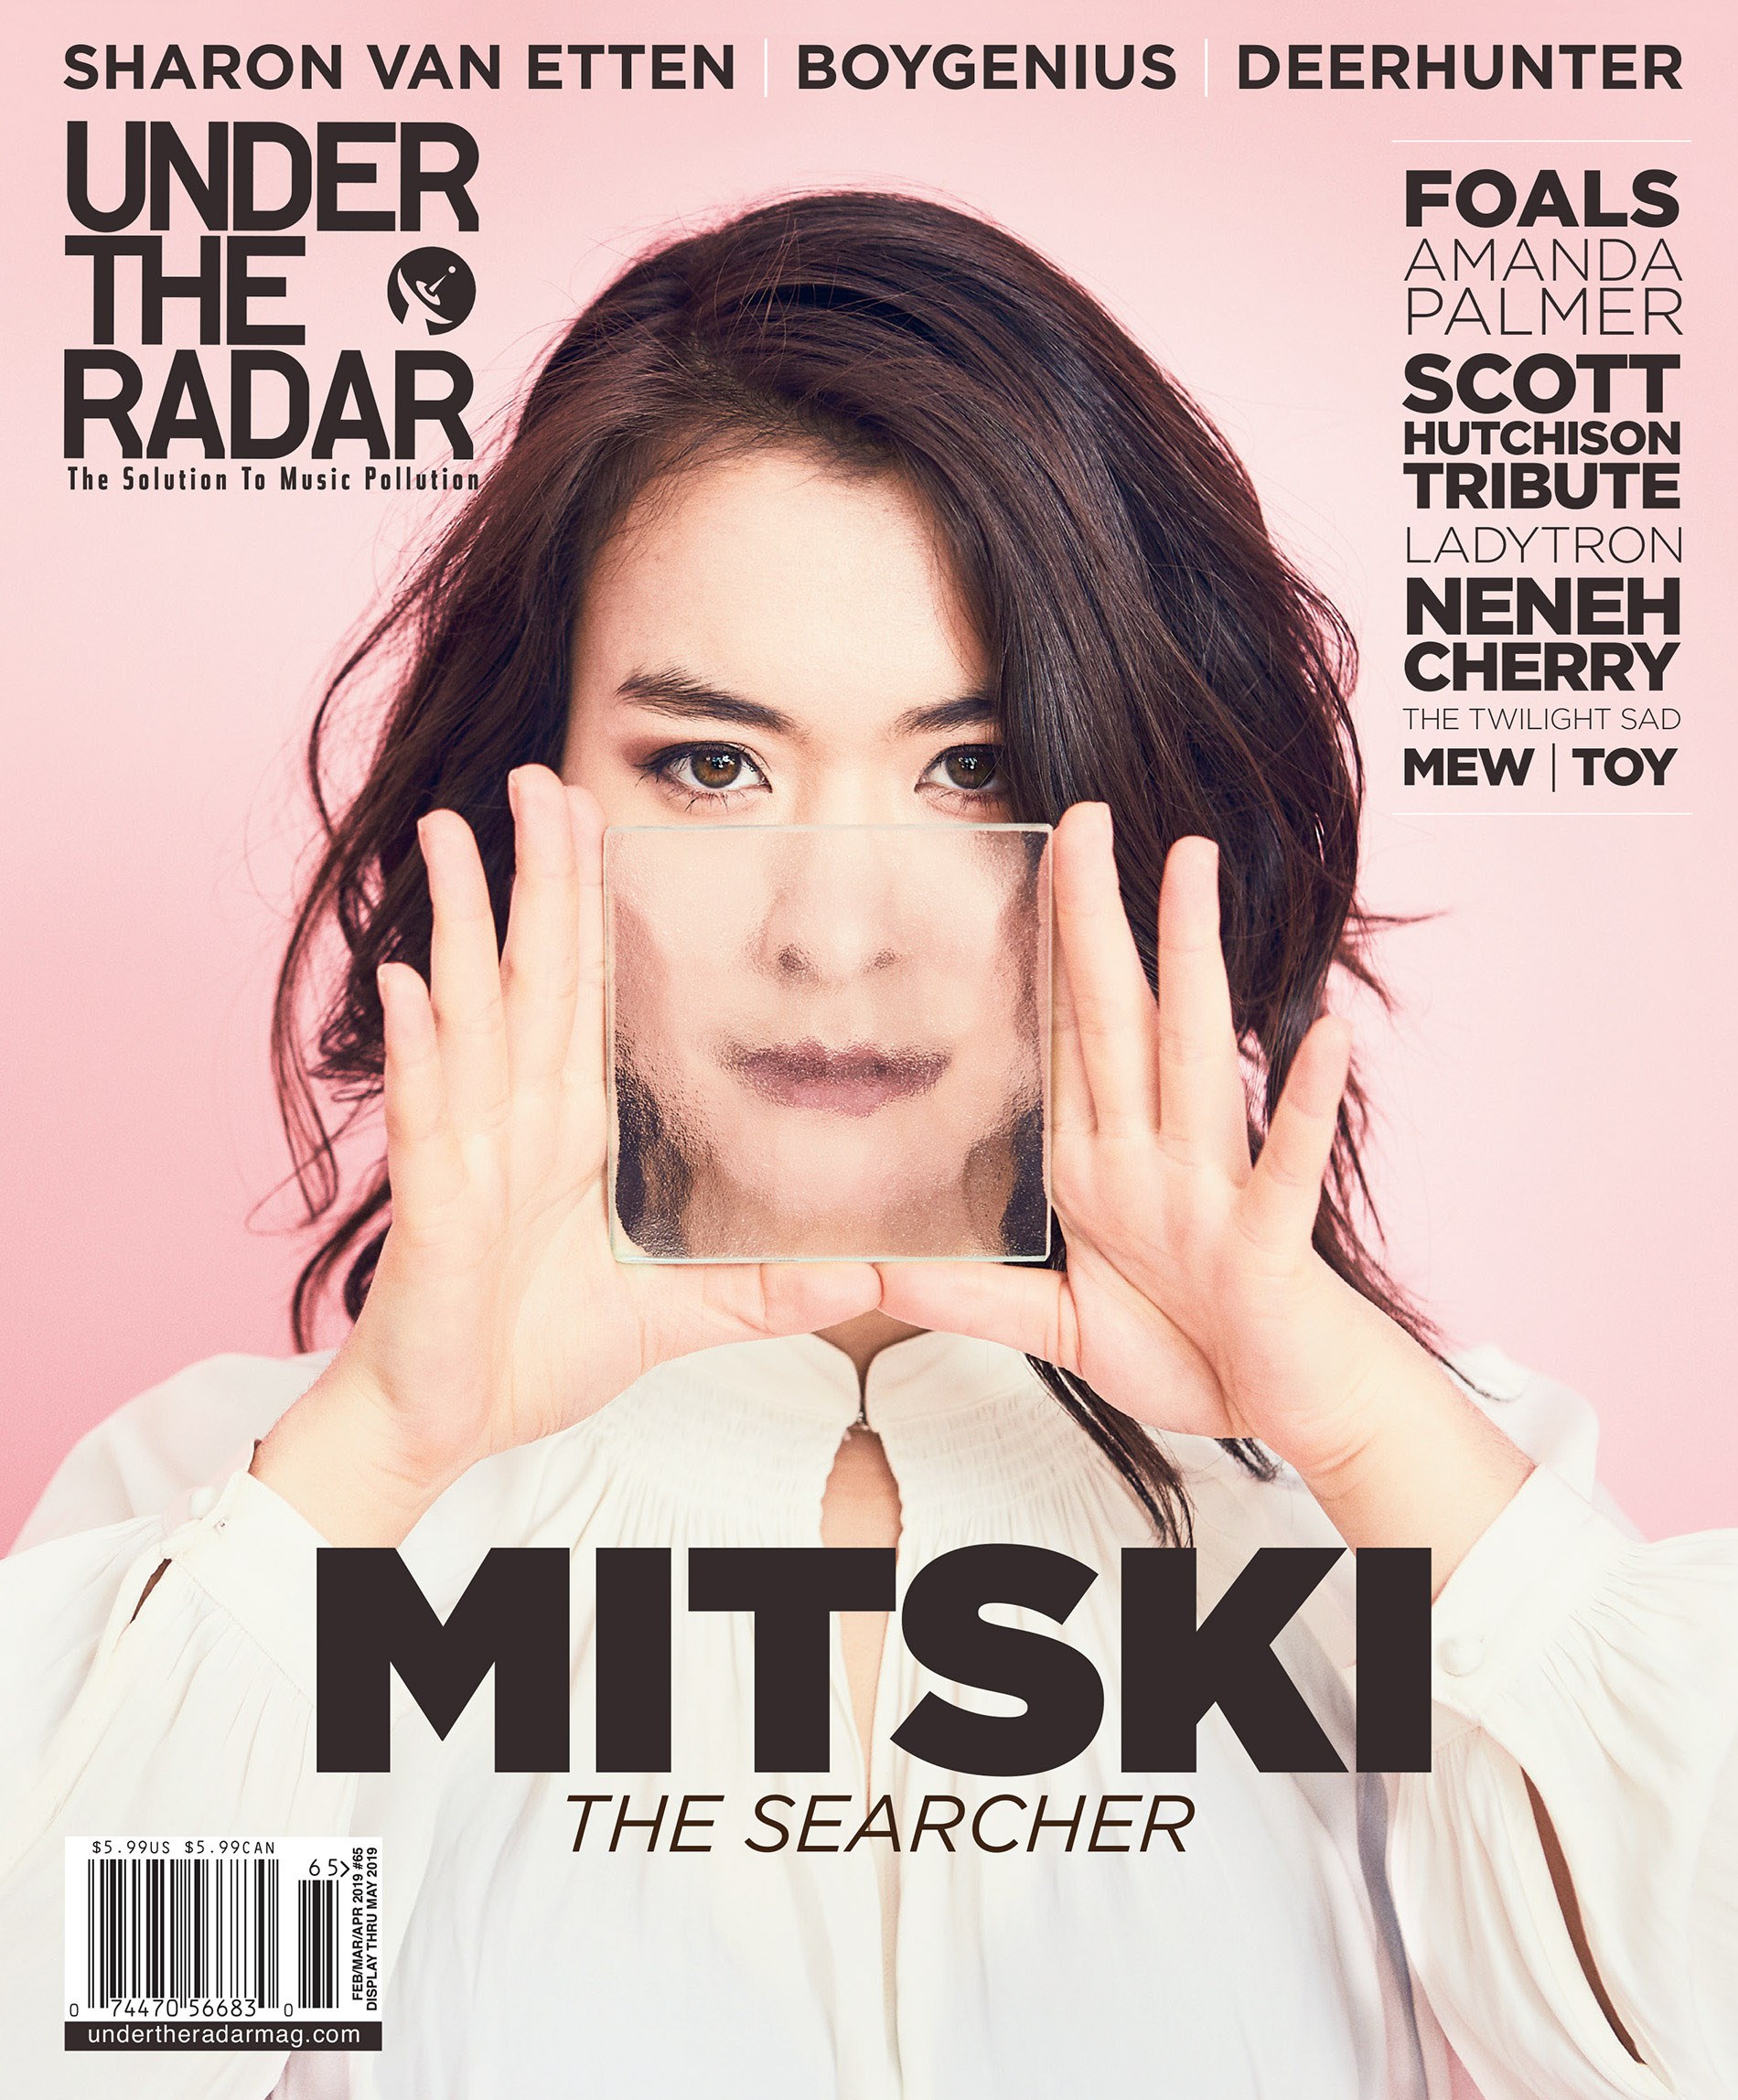 SHARON VAN ETTEN | BOYGENIUS | DEERHUNTER
UNDER
THE
RADAR
The Solution To Music Pollution
FOALS
AMANDA
PALMER
SCOTT
HUTCHISON
TRIBUTE
LADYTRON
NENEH
CHERRY
THE TWILIGHT SAD
MEW | TOY
MITSKI
THE SEARCHER
$5.99US $5.99CAN
65>
FEB/MAR/APR 2019 #65
DISPLAY THRU MAY 2019
0 74470 56683 0
undertheradarmag.com